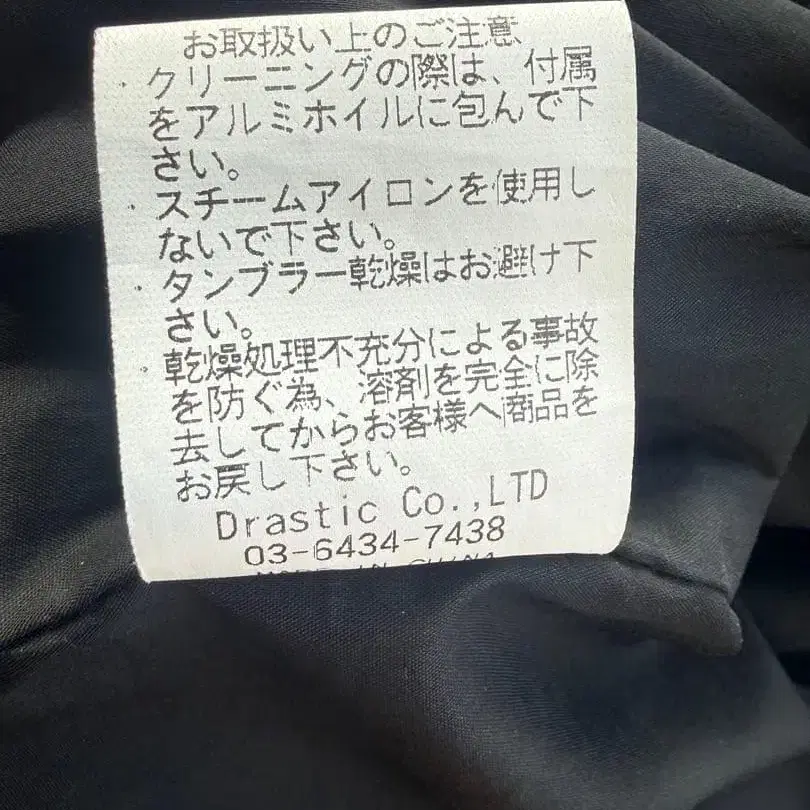 お取扱い上のご注意
・クリーニングの際は、付属
をアルミホイルに包んで下
さい。
・スチームアイロンを使用し
ないで下さい。
・タンブラー乾燥はお避け下
さい。
・乾燥処理不充分による事故
を防ぐ為、溶剤を完全に除
去してからお客様へ商品を
お戻し下さい。
Drastic Co.,LTD
03-6434-7438
MADE IN CHINA